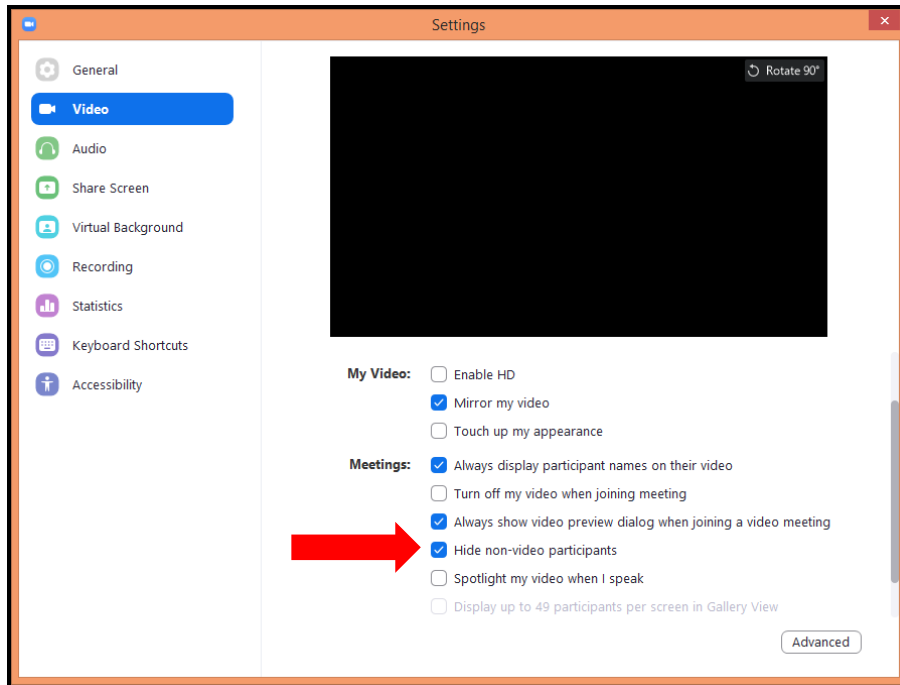 Settings
General
Video
Audio
Share Screen
Virtual Background
Recording
Statistics
Keyboard Shortcuts
Accessibility
Rotate 90°
My Video: Enable HD
Mirror my video
Touch up my appearance
Meetings: Always display participant names on their video
Turn off my video when joining meeting
Always show video preview dialog when joining a video meeting
Hide non-video participants
Spotlight my video when I speak
Display up to 49 participants per screen in Gallery View
Advanced